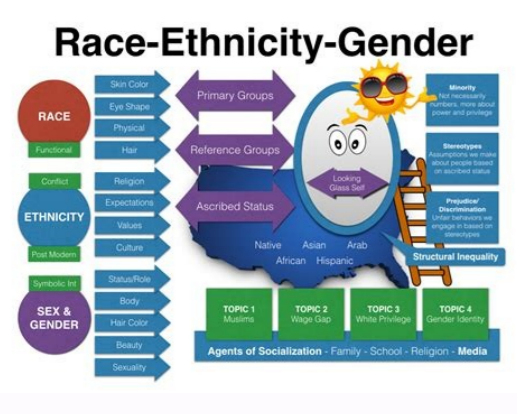 Race-Ethnicity-Gender
RACE
Functional
Skin Color
Eye Shape
Physical
Hair
Conflict
ETHNICITY
Post Modern
Religion
Expectations
Values
Culture
Symbolic Int
SEX &
GENDER
Status/Role
Body
Hair Color
Beauty
Sexuality
Primary Groups
Reference Groups
Ascribed Status
Looking
Glass Self
Native Asian Arab
African Hispanic
Minority
Not necessarily
numbers, more about
power and privilege
Stereotypes
Assumptions we make
about people based
on ascribed status
Prejudice/
Discrimination
Unfair behaviors we
engage in based on
stereotypes
Structural Inequality
TOPIC 1
Muslims
TOPIC 2
Wage Gap
TOPIC 3
White Privilege
TOPIC 4
Gender Identity
Agents of Socialization - Family - School - Religion - Media